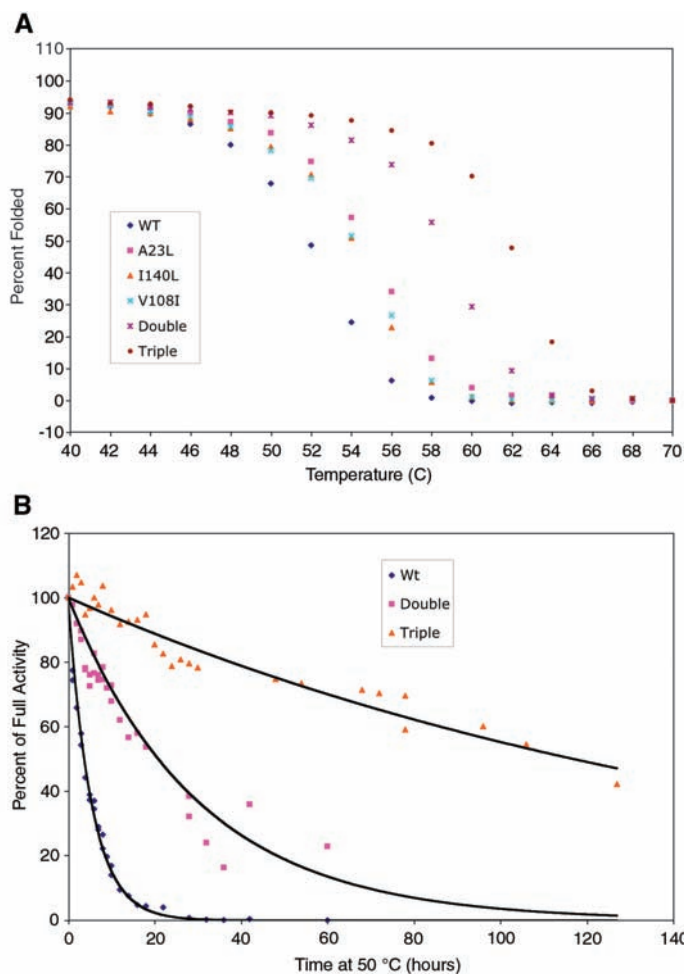 A
110
100
90
80
70
60
50
40
30
20
10
0
-10
Percent Folded
WT
A23L
I140L
V108I
Double
Triple
40 42 44 46 48 50 52 54 56 58 60 62 64 66 68 70
Temperature (C)
B
120
100
80
60
40
20
0
Percent of Full Activity
Wt
Double
Triple
0 20 40 60 80 100 120 140
Time at 50 °C (hours)